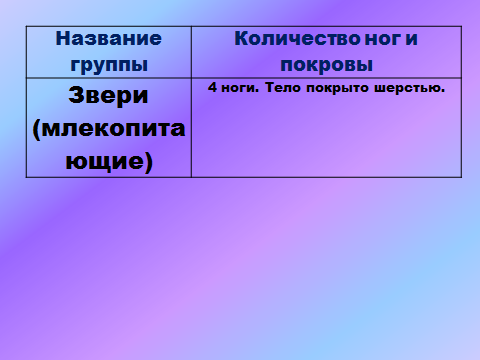 Название
группы
Количество ног и
покровы
Звери
(млекопита
ющие)
4 ноги. Тело покрыто шерстью.